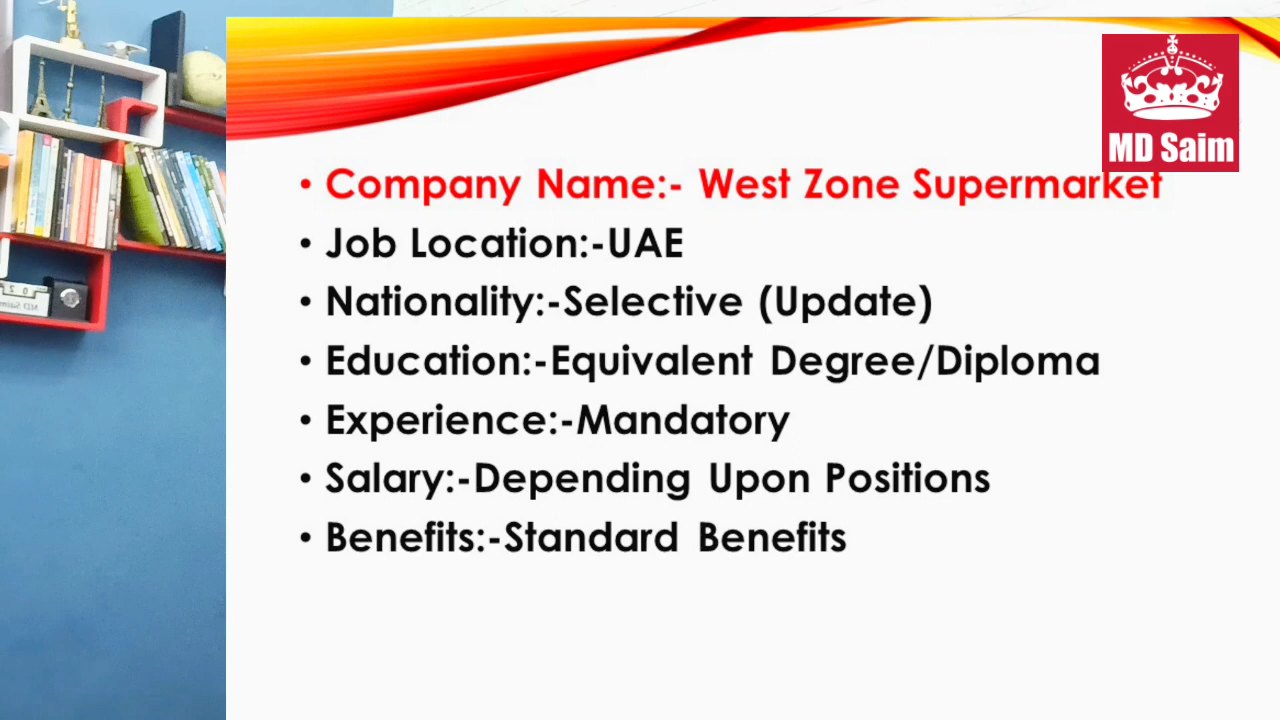 MD Saim
• Company Name:- West Zone Supermarket
• Job Location:-UAE
• Nationality:-Selective (Update)
• Education:-Equivalent Degree/Diploma
• Experience:-Mandatory
• Salary:-Depending Upon Positions
• Benefits:-Standard Benefits